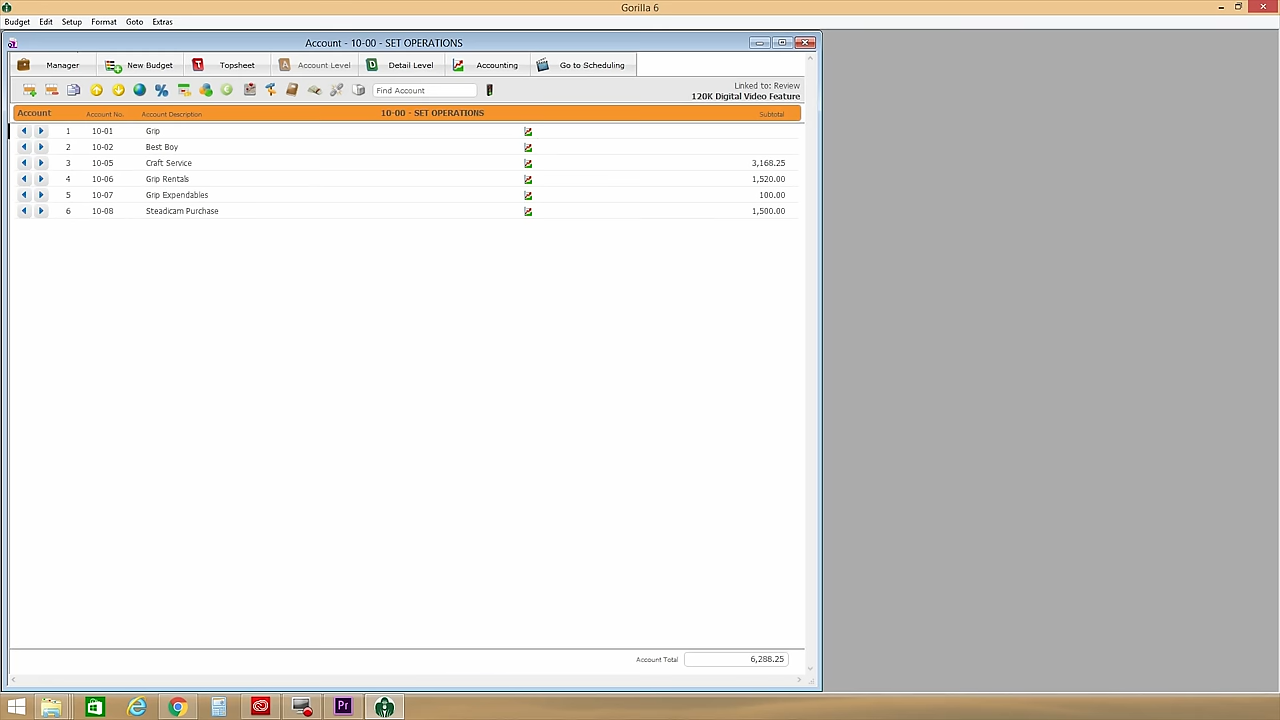 Gorilla 6
Budget Edit Setup Format Goto Extras
Account - 10-00 - SET OPERATIONS
Manager New Budget T Topsheet A Account Level D Detail Level Accounting Go to Scheduling
Find Account
Linked to: Review
120K Digital Video Feature
Account Account No. Account Description 10-00 - SET OPERATIONS Subtotal
1 10-01 Grip
2 10-02 Best Boy
3 10-05 Craft Service 3,168.25
4 10-06 Grip Rentals 1,520.00
5 10-07 Grip Expendables 100.00
6 10-08 Steadicam Purchase 1,500.00
Account Total 6,288.25
Pr